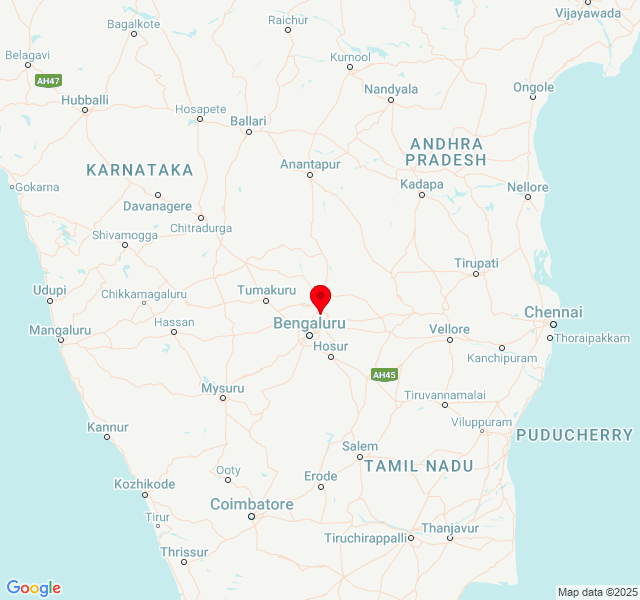 Bagalkote
Raichur
Vijayawada
Belagavi
Kurnool
AH47
Nandyala
Ongole
Hubballi
Hosapete
Ballari
ANDHRA
PRADESH
KARNATAKA
Anantapur
Gokarna
Kadapa
Nellore
Davanagere
Chitradurga
Shivamogga
Tirupati
Udupi
Chikkamagaluru
Tumakuru
Chennai
Mangaluru
Hassan
Bengaluru
Vellore
Thoraipakkam
Hosur
Kanchipuram
AH45
Mysuru
Tiruvannamalai
Viluppuram
Kannur
PUDUCHERRY
Salem
TAMIL NADU
Ooty
Erode
Kozhikode
Coimbatore
Tirur
Thanjavur
Tiruchirappalli
Thrissur
Google
Map data ©2025